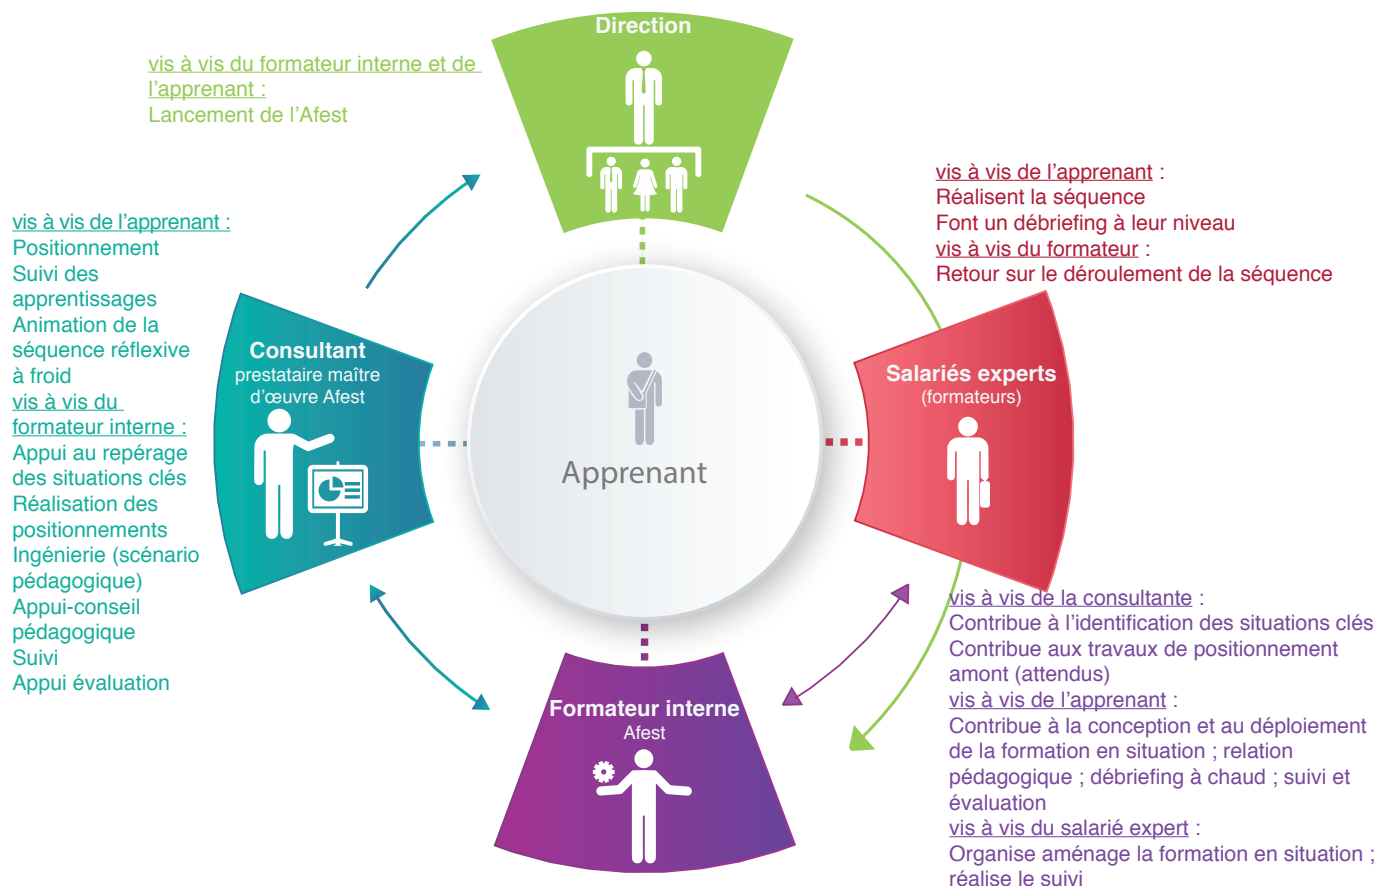 Direction
vis à vis du formateur interne et de
l’apprenant :
Lancement de l’Afest
vis à vis de l’apprenant :
Réalisent la séquence
Font un débriefing à leur niveau
vis à vis du formateur :
Retour sur le déroulement de la séquence
vis à vis de l’apprenant :
Positionnement
Suivi des
apprentissages
Animation de la
séquence réflexive
à froid
vis à vis du
formateur interne :
Appui au repérage
des situations clés
Réalisation des
positionnements
Ingénierie (scénario
pédagogique)
Appui-conseil
pédagogique
Suivi
Appui évaluation
Consultant
prestataire maître
d’œuvre Afest
Apprenant
Salariés experts
(formateurs)
Formateur interne
Afest
vis à vis de la consultante :
Contribue à l’identification des situations clés
Contribue aux travaux de positionnement
amont (attendus)
vis à vis de l’apprenant :
Contribue à la conception et au déploiement
de la formation en situation ; relation
pédagogique ; débriefing à chaud ; suivi et
évaluation
vis à vis du salarié expert :
Organise aménage la formation en situation ;
réalise le suivi